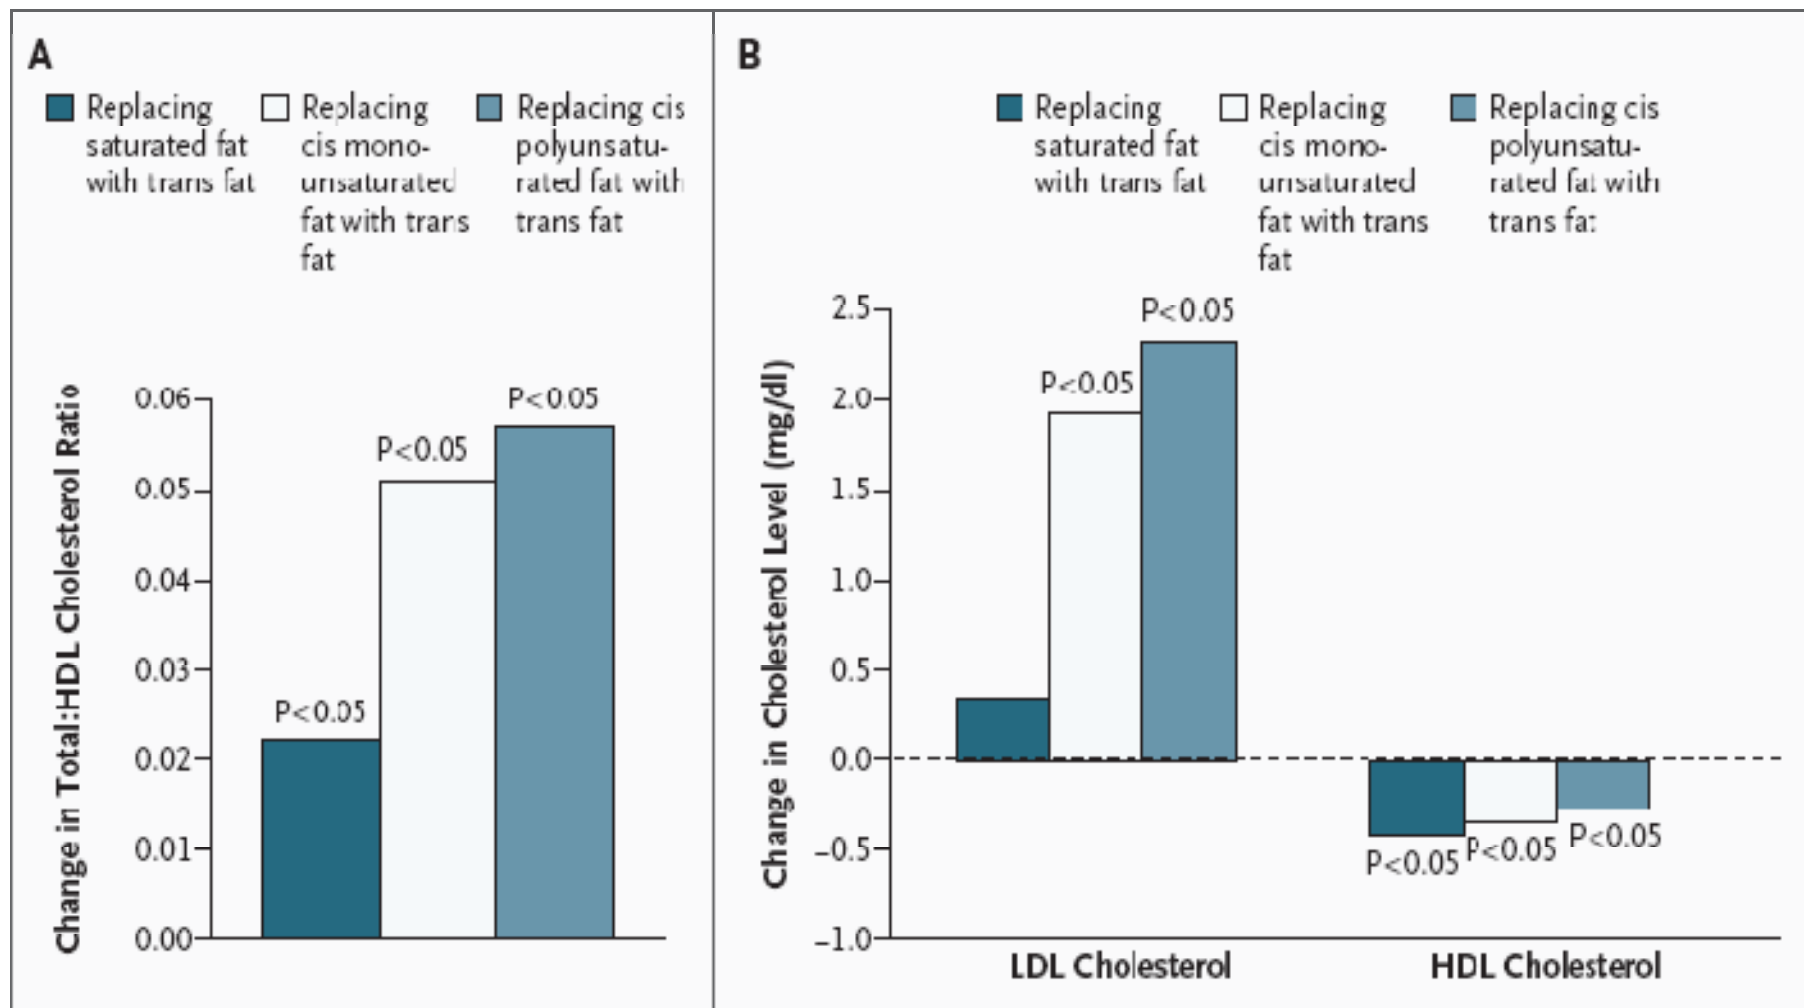 A
Replacing
saturated fat
with trans fat
Replacing
cis mono-
unsaturated
fat with trans
fat
Replacing cis
polyunsatu-
rated fat with
trans fat
Change in Total:HDL Cholesterol Ratio
0.06
0.05
0.04
0.03
0.02
0.01
0.00
P<0.05
P<0.05
P<0.05
B
Replacing
saturated fat
with trans fat
Replacing
cis mono-
unsaturated
fat with trans
fat
Replacing cis
polyunsatu-
rated fat with
trans fat
Change in Cholesterol Level (mg/dl)
2.5
2.0
1.5
1.0
0.5
0.0
–0.5
–1.0
P<0.05
P<0.05
P<0.05
P<0.05
P<0.05
LDL Cholesterol
HDL Cholesterol